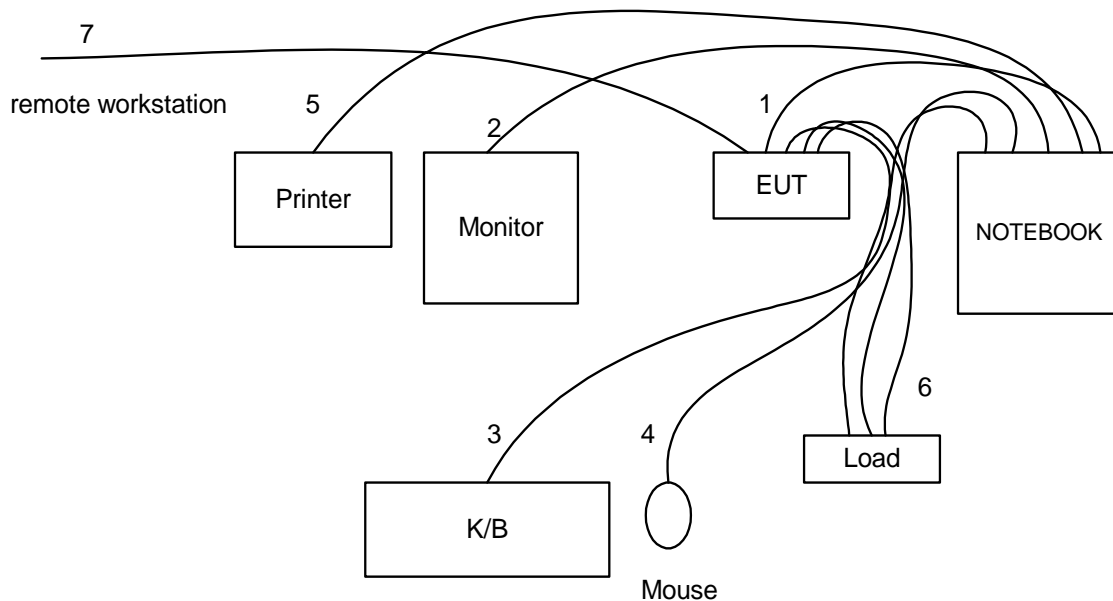 7
remote workstation
5
2
1
Printer
Monitor
EUT
NOTEBOOK
6
3
4
Load
K/B
Mouse